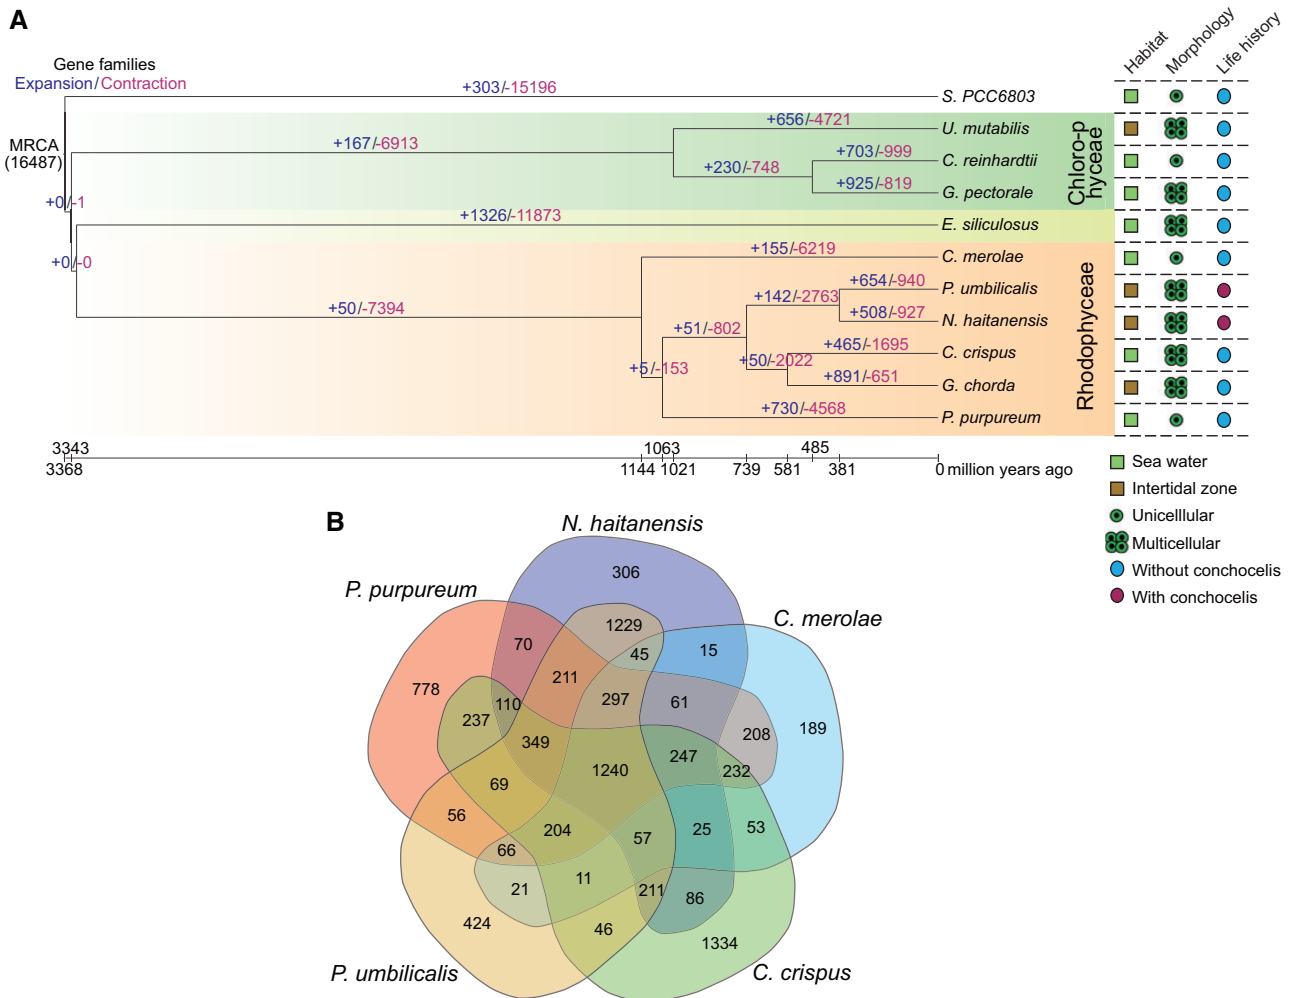 A
Habitat
Morphology
Life history
Gene families
Expansion/Contraction
+303/-15196
S. PCC6803
MRCA
(16487)
+656/-4721
U. mutabilis
+167/-6913
+703/-999
C. reinhardtii
+230/-748
+925/-819
G. pectorale
Chloro-p
hyceae
+0/-1
+1326/-11873
E. siliculosus
+0/-0
+155/-6219
C. merolae
+654/-940
P. umbilicalis
+142/-2763
+50/-7394
+508/-927
N. haitanensis
+51/-802
+465/-1695
C. crispus
+5/-153
+50/-2022
+891/-651
G. chorda
+730/-4568
P. purpureum
Rhodophyceae
3343
1063
485
3368
1144
1021
739
581
381
0 million years ago
Sea water
Intertidal zone
Unicelllular
Multicellular
Without conchocelis
With conchocelis
B
N. haitanensis
P. purpureum
C. merolae
306
1229
70
45
15
211
778
297
61
110
237
208
189
349
247
1240
232
69
56
204
57
25
53
66
11
21
211
86
424
46
1334
P. umbilicalis
C. crispus